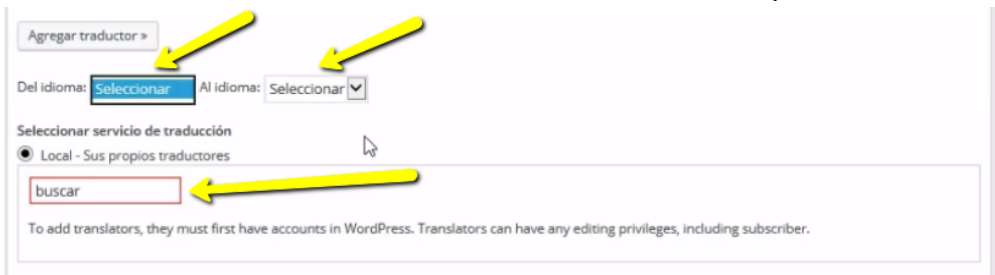 Agregar traductor »
Del idioma: Seleccionar Al idioma: Seleccionar
Seleccionar servicio de traducción
Local - Sus propios traductores
buscar
To add translators, they must first have accounts in WordPress. Translators can have any editing privileges, including subscriber.